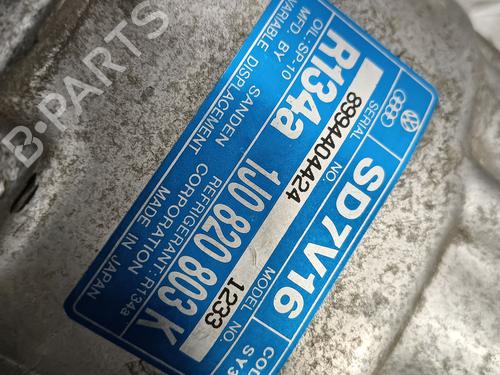 SD7V16
SERIAL NO.
MODEL NO.
8994404424
1233
R134a
1J0 820 803 K
OIL: SP-10
REFRIGERANT: R134a
MFD. BY SANDEN CORPORATION
VARIABLE DISPLACEMENT
MADE IN JAPAN
COD
SY3
B-PARTS